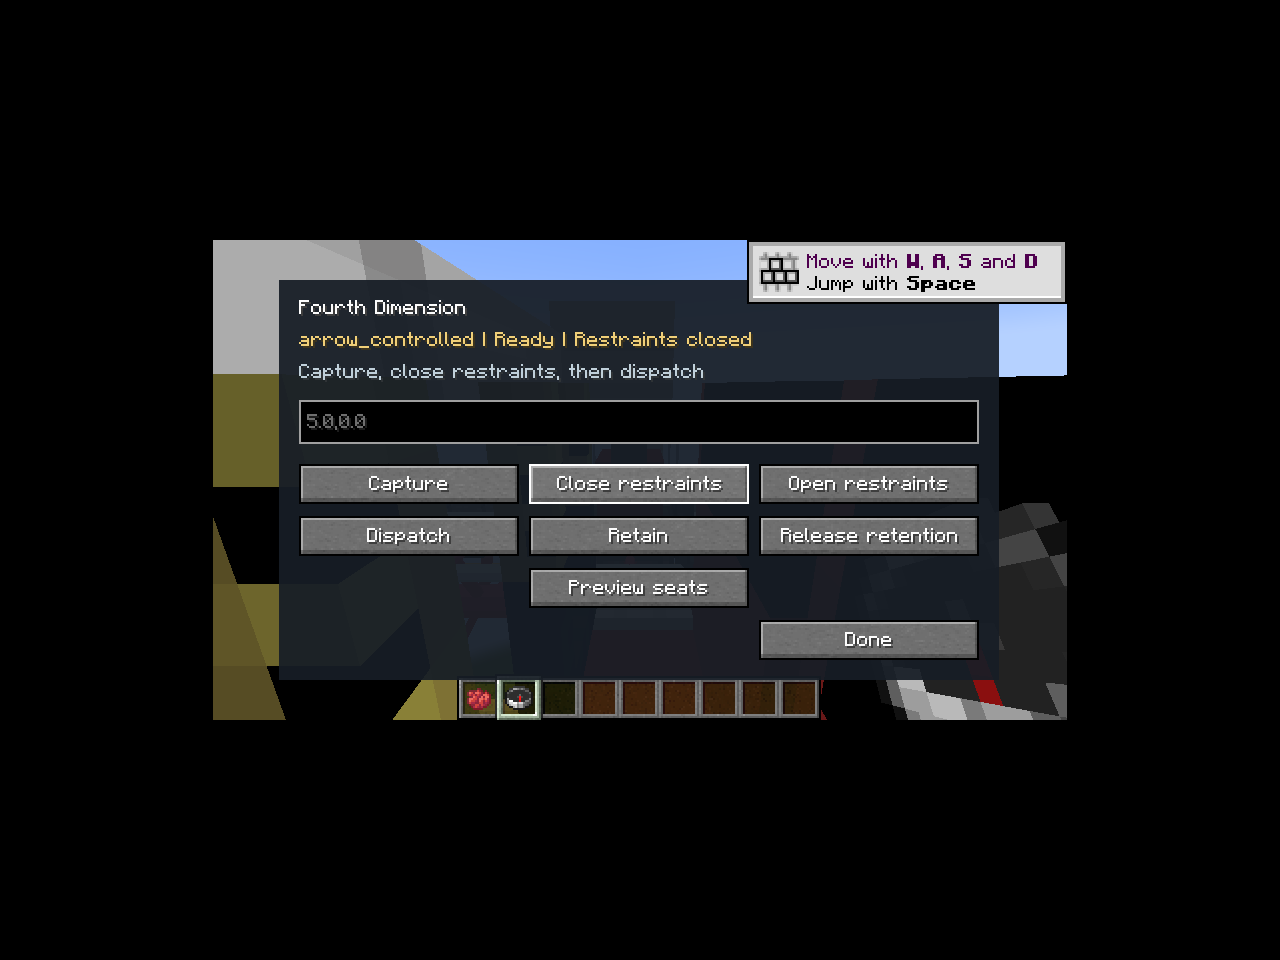 Move with W, A, S and D
Jump with Space
Fourth Dimension
arrow_controlled | Ready | Restraints closed
Capture, close restraints, then dispatch
5.0,0.0
Capture
Close restraints
Open restraints
Dispatch
Retain
Release retention
Preview seats
Done